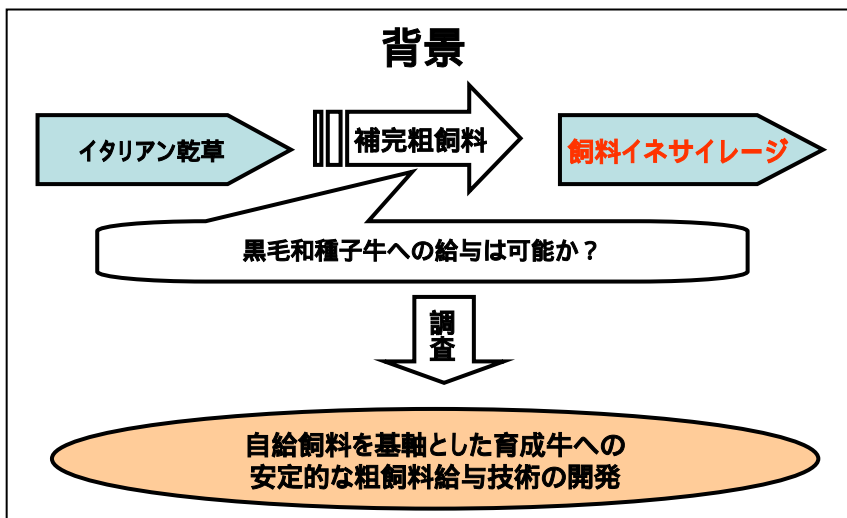 背景
イタリアン乾草
補完粗飼料
飼料イネサイレージ
黒毛和種子牛への給与は可能か？
調
査
自給飼料を基軸とした育成牛への
安定的な粗飼料給与技術の開発